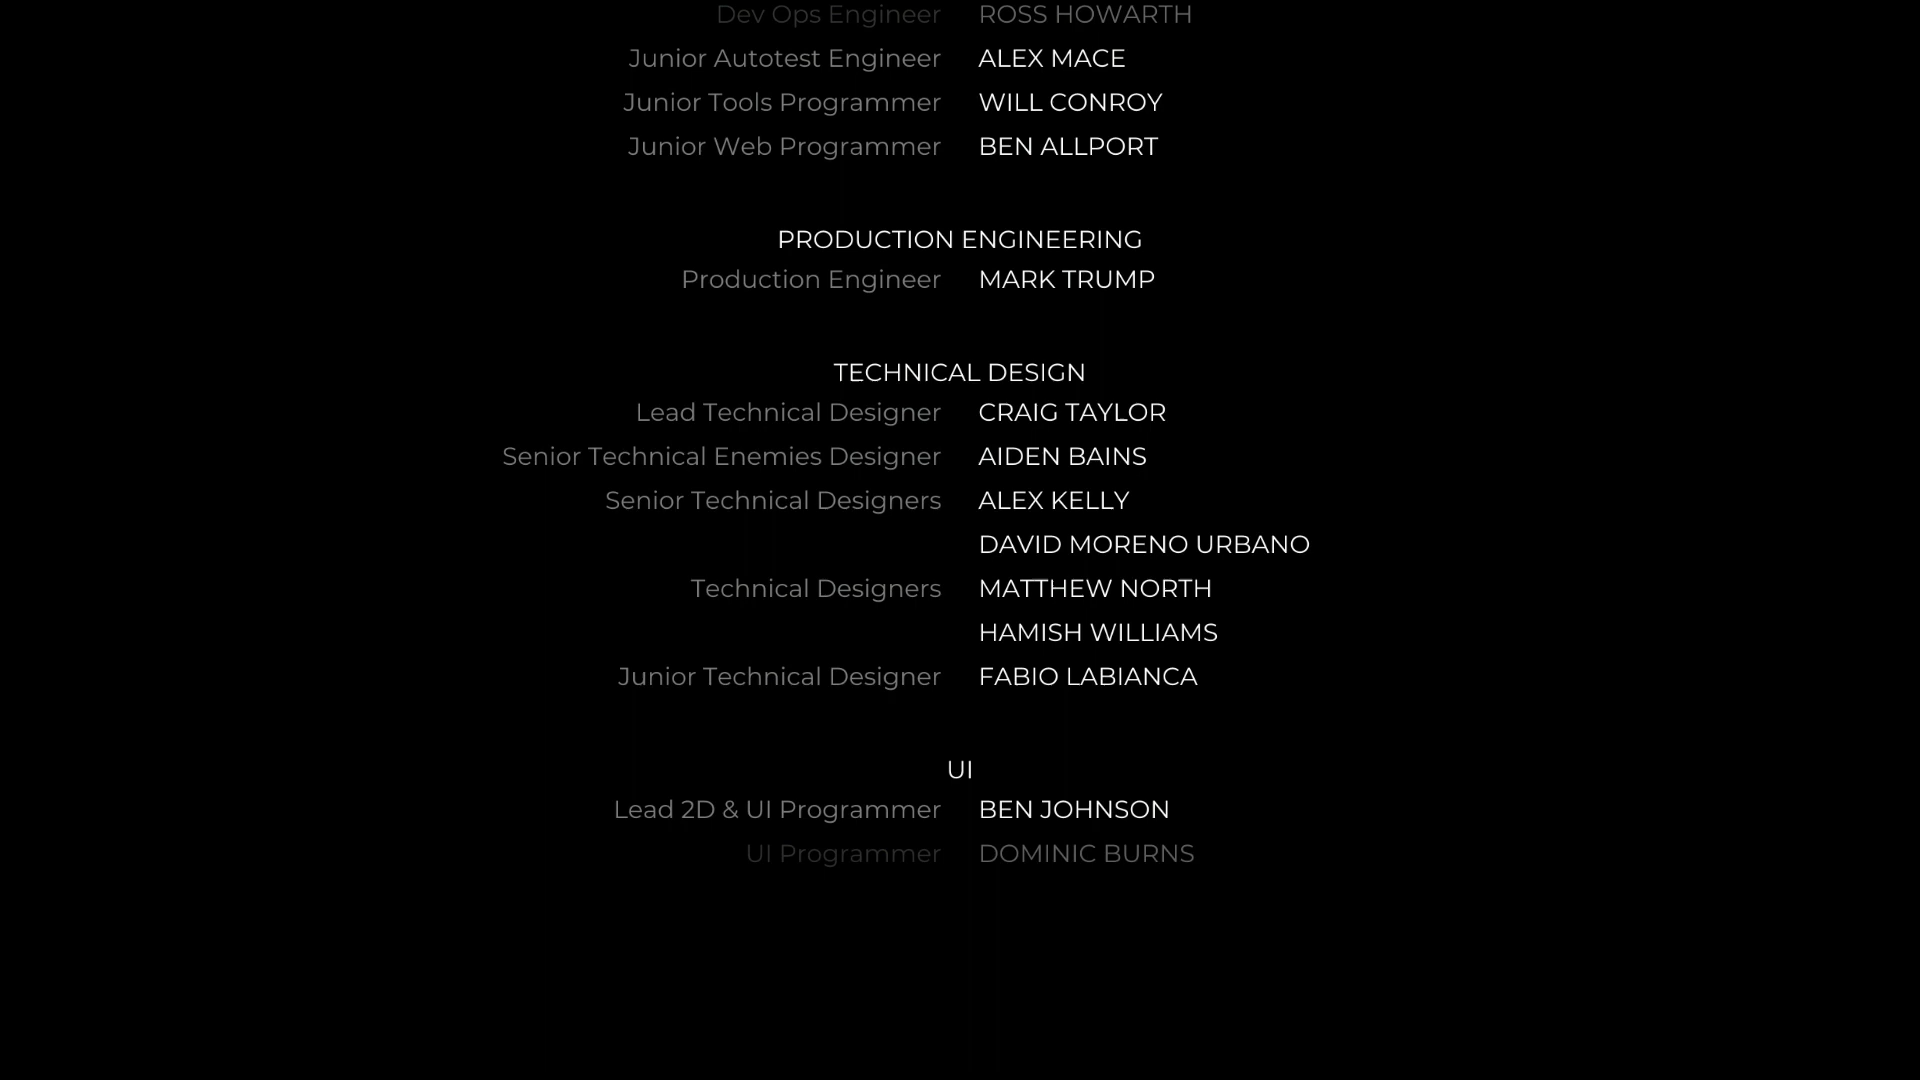 Dev Ops Engineer ROSS HOWARTH
Junior Autotest Engineer ALEX MACE
Junior Tools Programmer WILL CONROY
Junior Web Programmer BEN ALLPORT
PRODUCTION ENGINEERING
Production Engineer MARK TRUMP
TECHNICAL DESIGN
Lead Technical Designer CRAIG TAYLOR
Senior Technical Enemies Designer AIDEN BAINS
Senior Technical Designers ALEX KELLY
DAVID MORENO URBANO
Technical Designers MATTHEW NORTH
HAMISH WILLIAMS
Junior Technical Designer FABIO LABIANCA
UI
Lead 2D & UI Programmer BEN JOHNSON
UI Programmer DOMINIC BURNS